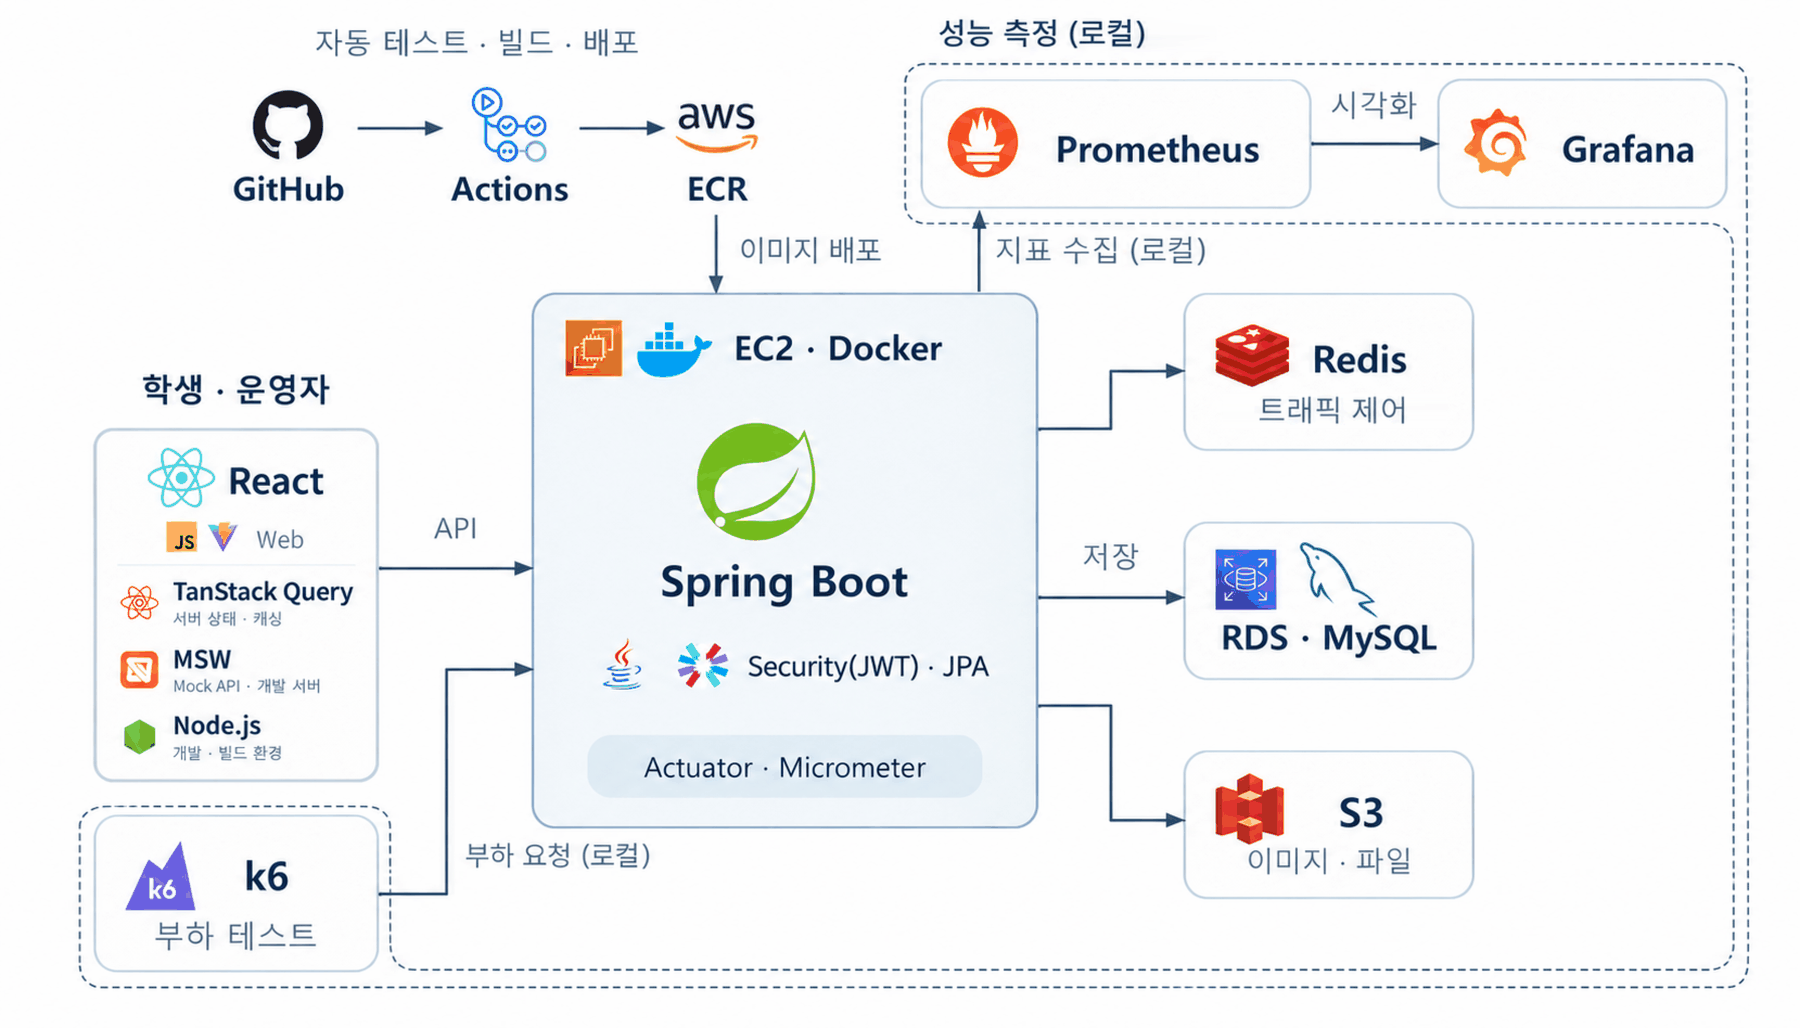 자동 테스트 · 빌드 · 배포
GitHub
Actions
aws
ECR
이미지 배포
성능 측정 (로컬)
Prometheus
시각화
Grafana
지표 수집 (로컬)
학생 · 운영자
React
JS
Web
TanStack Query
서버 상태 · 캐싱
MSW
Mock API · 개발 서버
Node.js
개발 · 빌드 환경
API
k6
k6
부하 테스트
부하 요청 (로컬)
EC2 · Docker
Spring Boot
Security(JWT) · JPA
Actuator · Micrometer
Redis
트래픽 제어
저장
RDS · MySQL
S3
이미지 · 파일